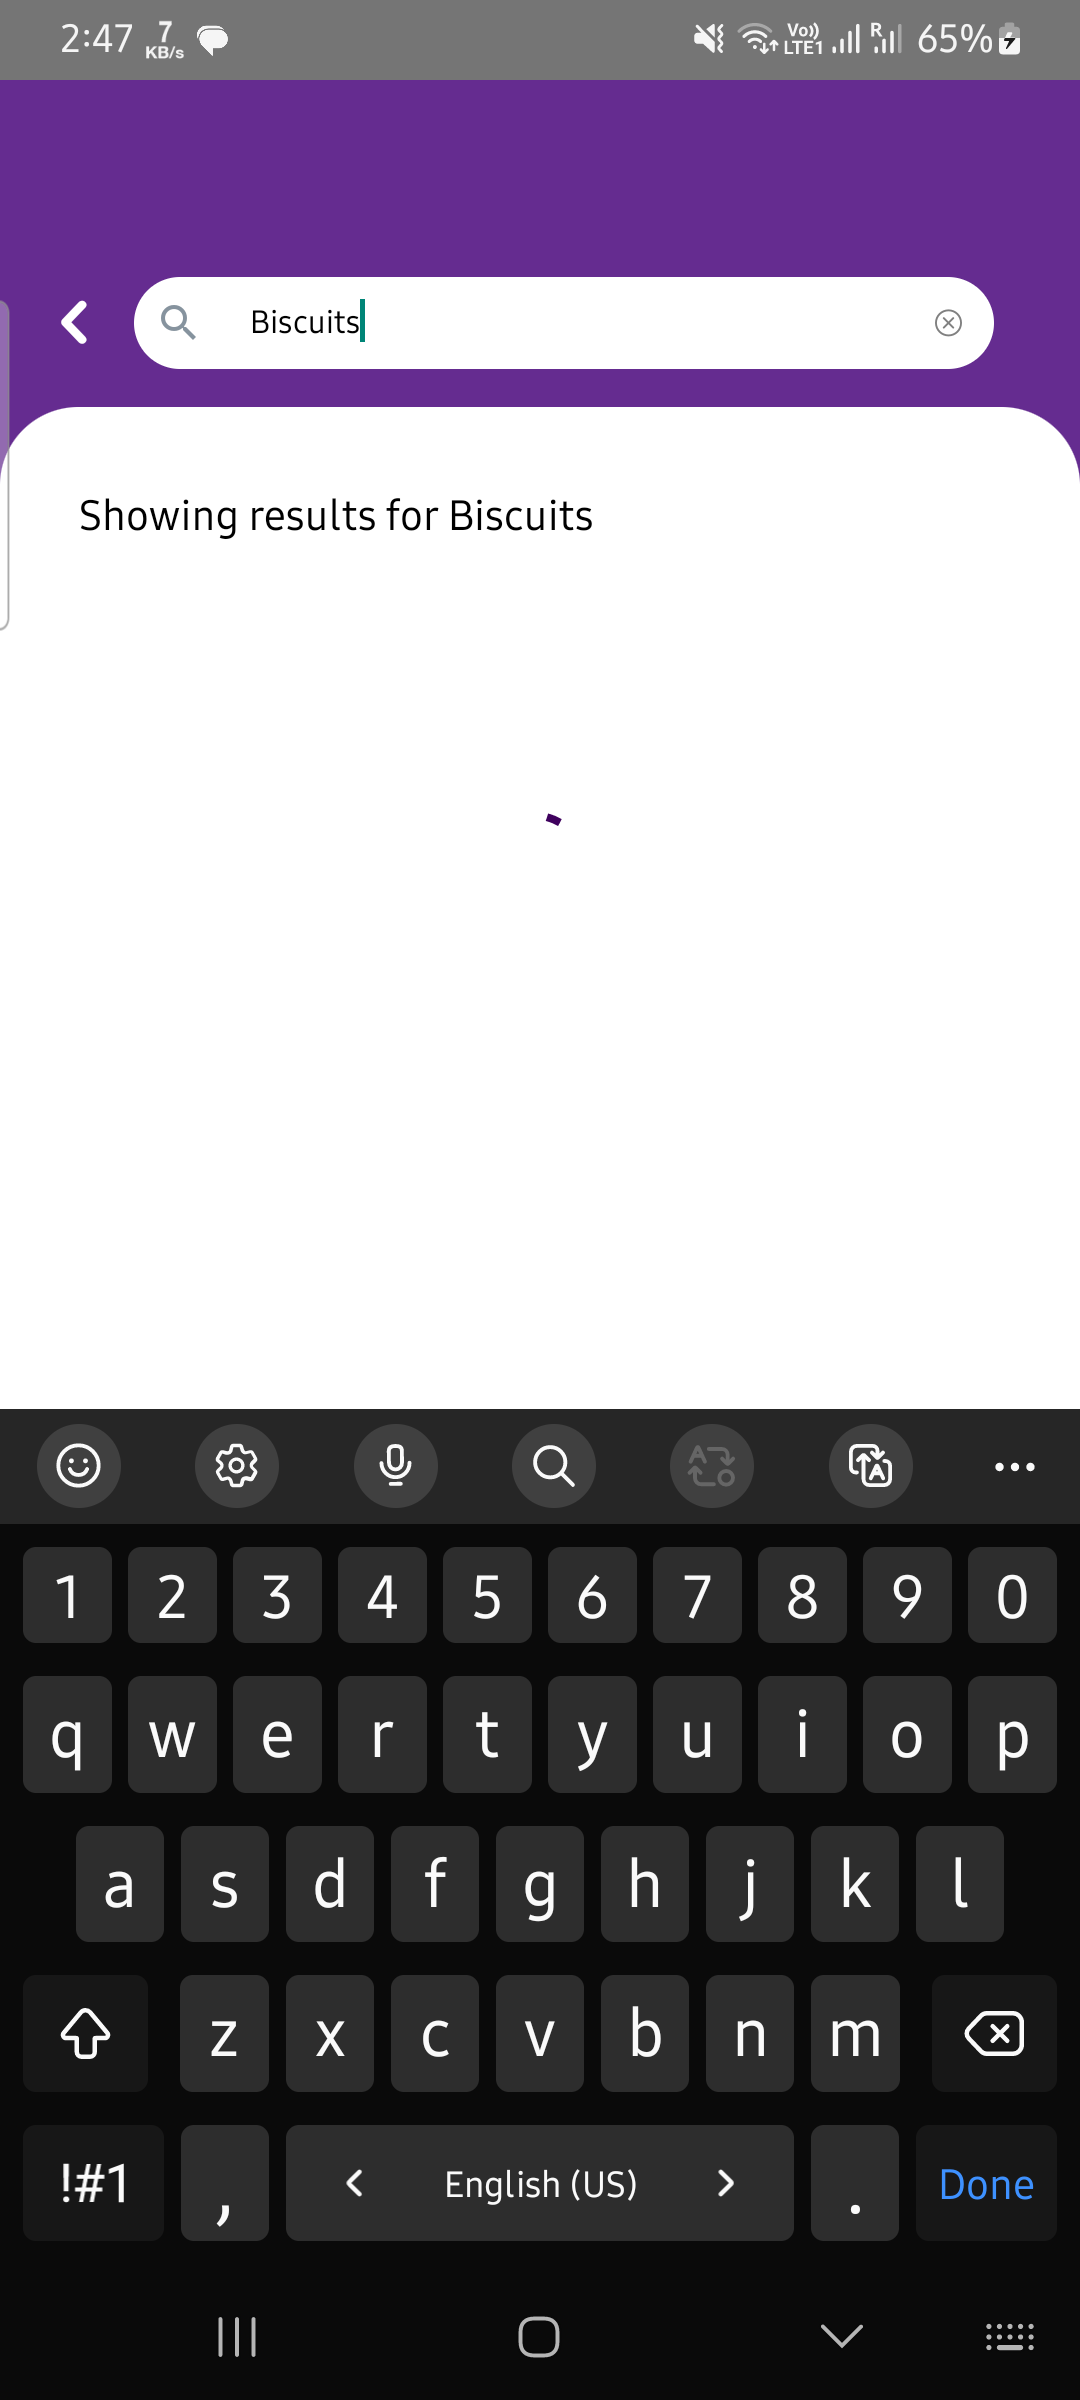 2:47 7 KB/s Vo)) LTE1 R 65%
Biscuits
Showing results for Biscuits
1 2 3 4 5 6 7 8 9 0
q w e r t y u i o p
a s d f g h j k l
z x c v b n m
!#1 , English (US) . Done